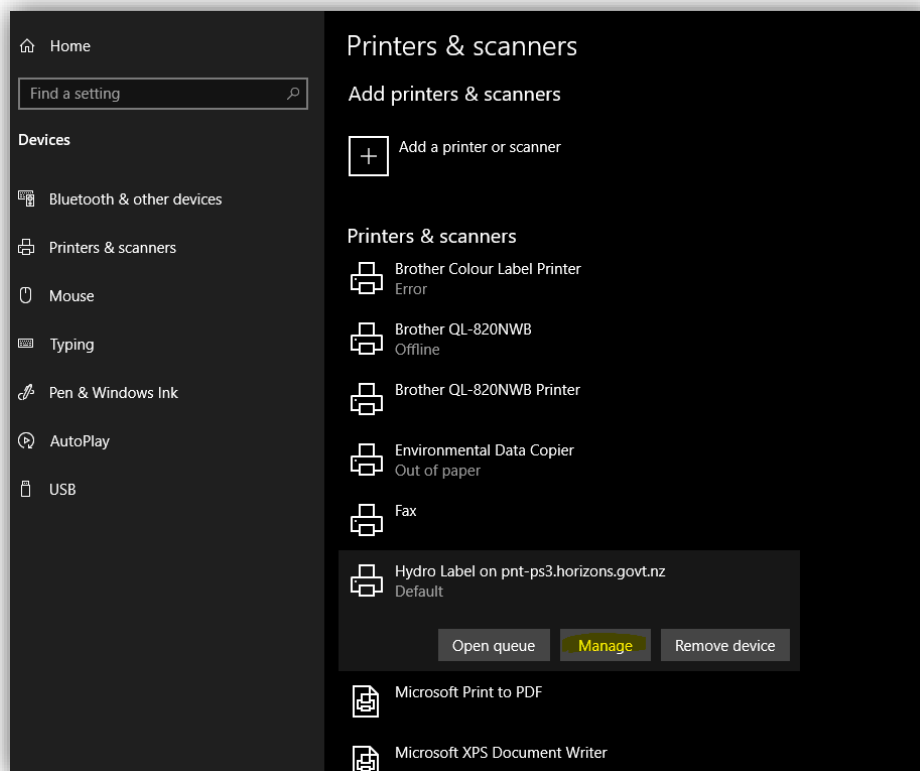 Home
Find a setting
Devices
Bluetooth & other devices
Printers & scanners
Mouse
Typing
Pen & Windows Ink
AutoPlay
USB
Printers & scanners
Add printers & scanners
Add a printer or scanner
Printers & scanners
Brother Colour Label Printer
Error
Brother QL-820NWB
Offline
Brother QL-820NWB Printer
Environmental Data Copier
Out of paper
Fax
Hydro Label on pnt-ps3.horizons.govt.nz
Default
Open queue Manage Remove device
Microsoft Print to PDF
Microsoft XPS Document Writer